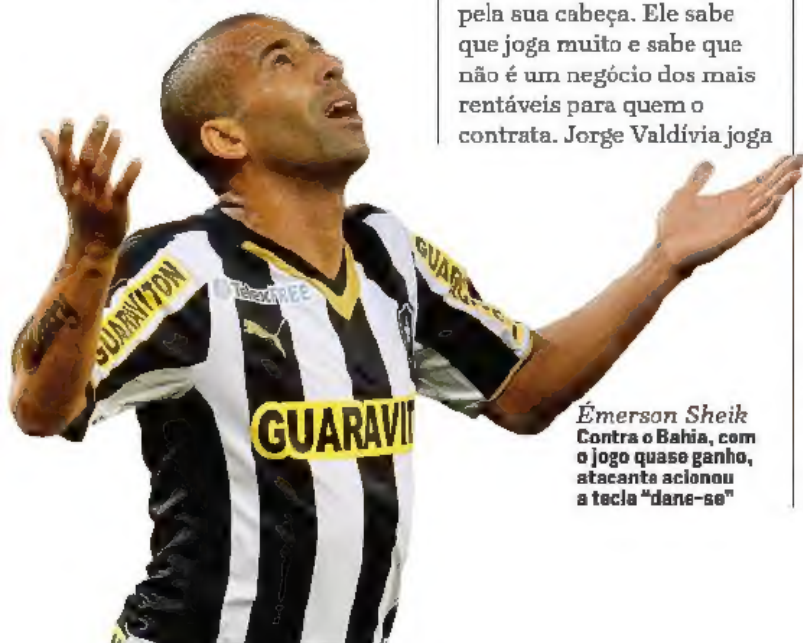 pela sua cabeça. Ele sabe
que joga muito e sabe que
não é um negócio dos mais
rentáveis para quem o
contrata. Jorge Valdívia joga
GUARAVITON
TelexFREE
GUARAVIT
Émerson Sheik
Contra o Bahia, com
o jogo quase ganho,
atacante acionou
a tecla "dane-se"